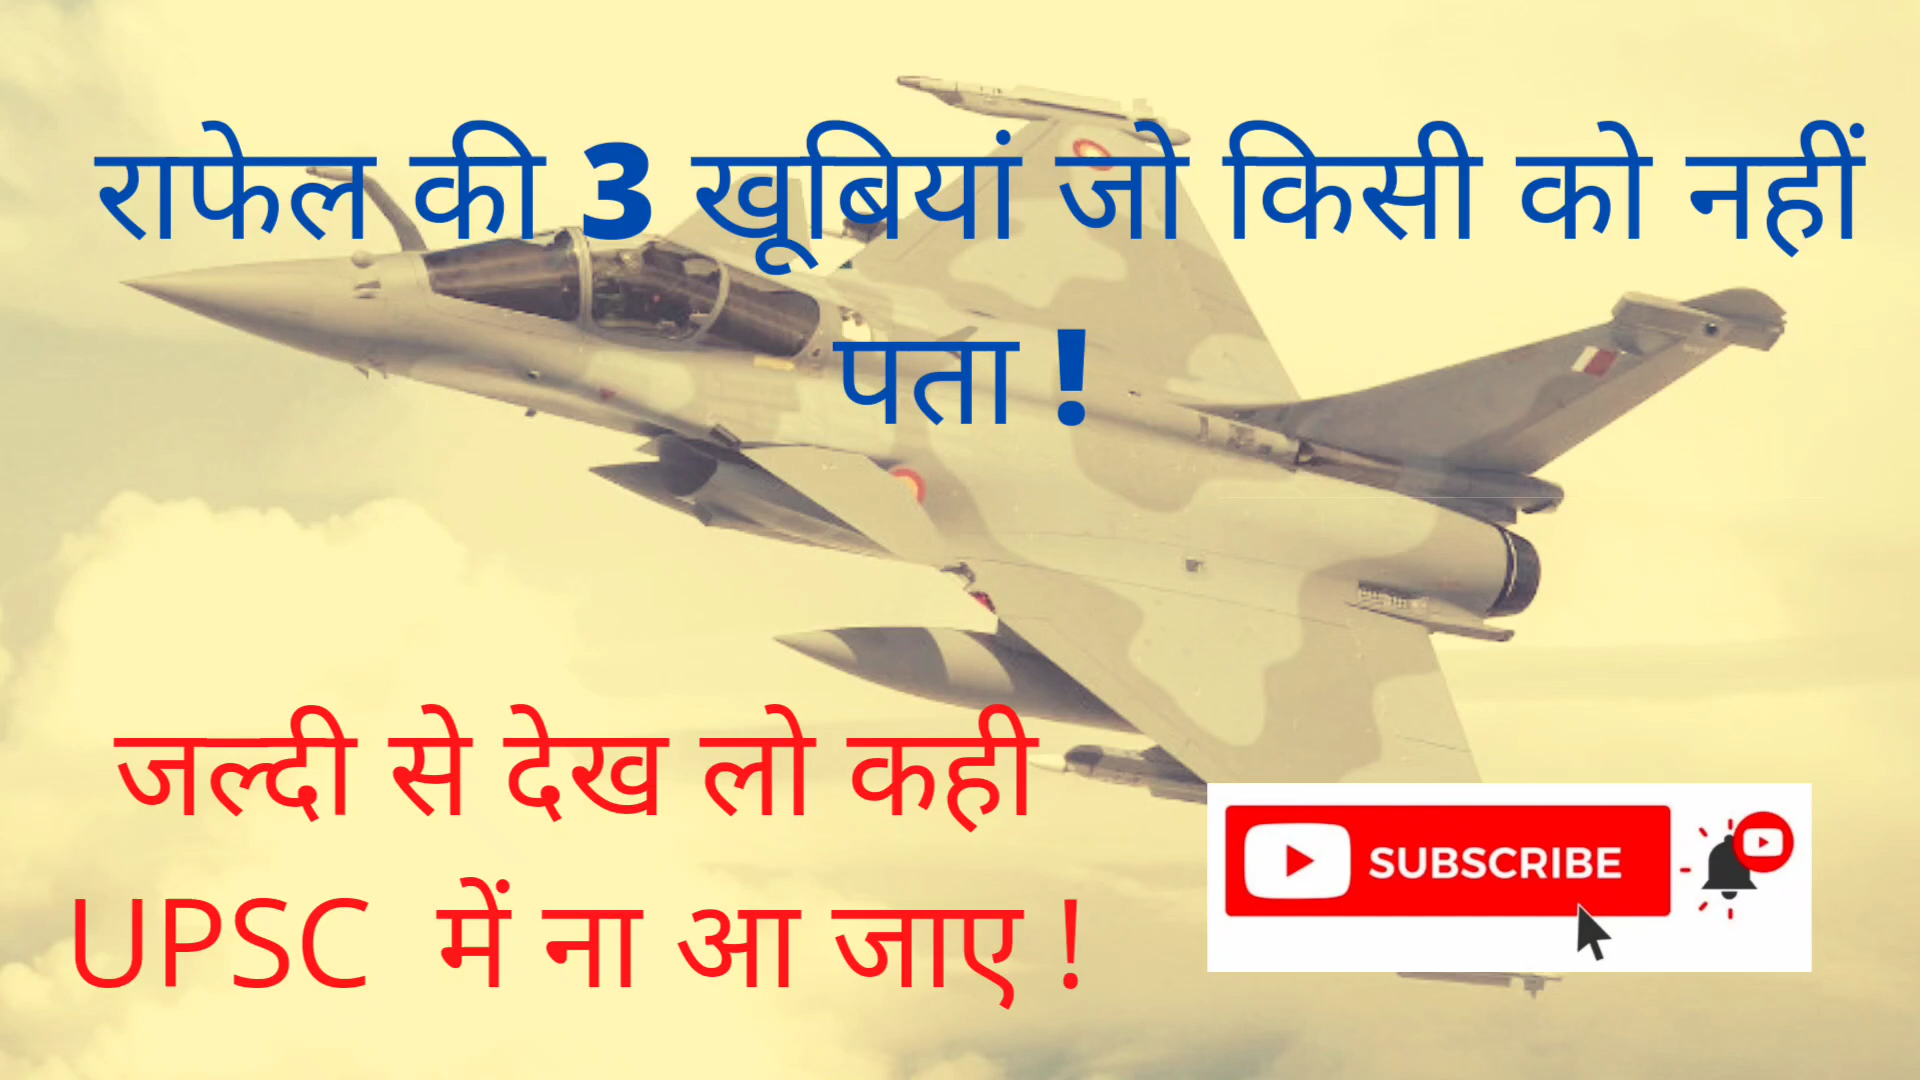 राफेल की 3 खूबियां जो किसी को नहीं
पता !
जल्दी से देख लो कही
UPSC में ना आ जाए !
SUBSCRIBE